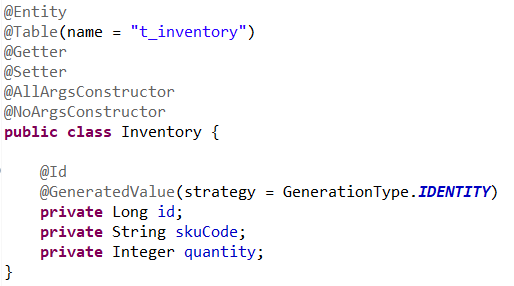 @Entity
@Table(name = "t_inventory")
@Getter
@Setter
@AllArgsConstructor
@NoArgsConstructor
public class Inventory {
@Id
@GeneratedValue(strategy = GenerationType.IDENTITY)
private Long id;
private String skuCode;
private Integer quantity;
}